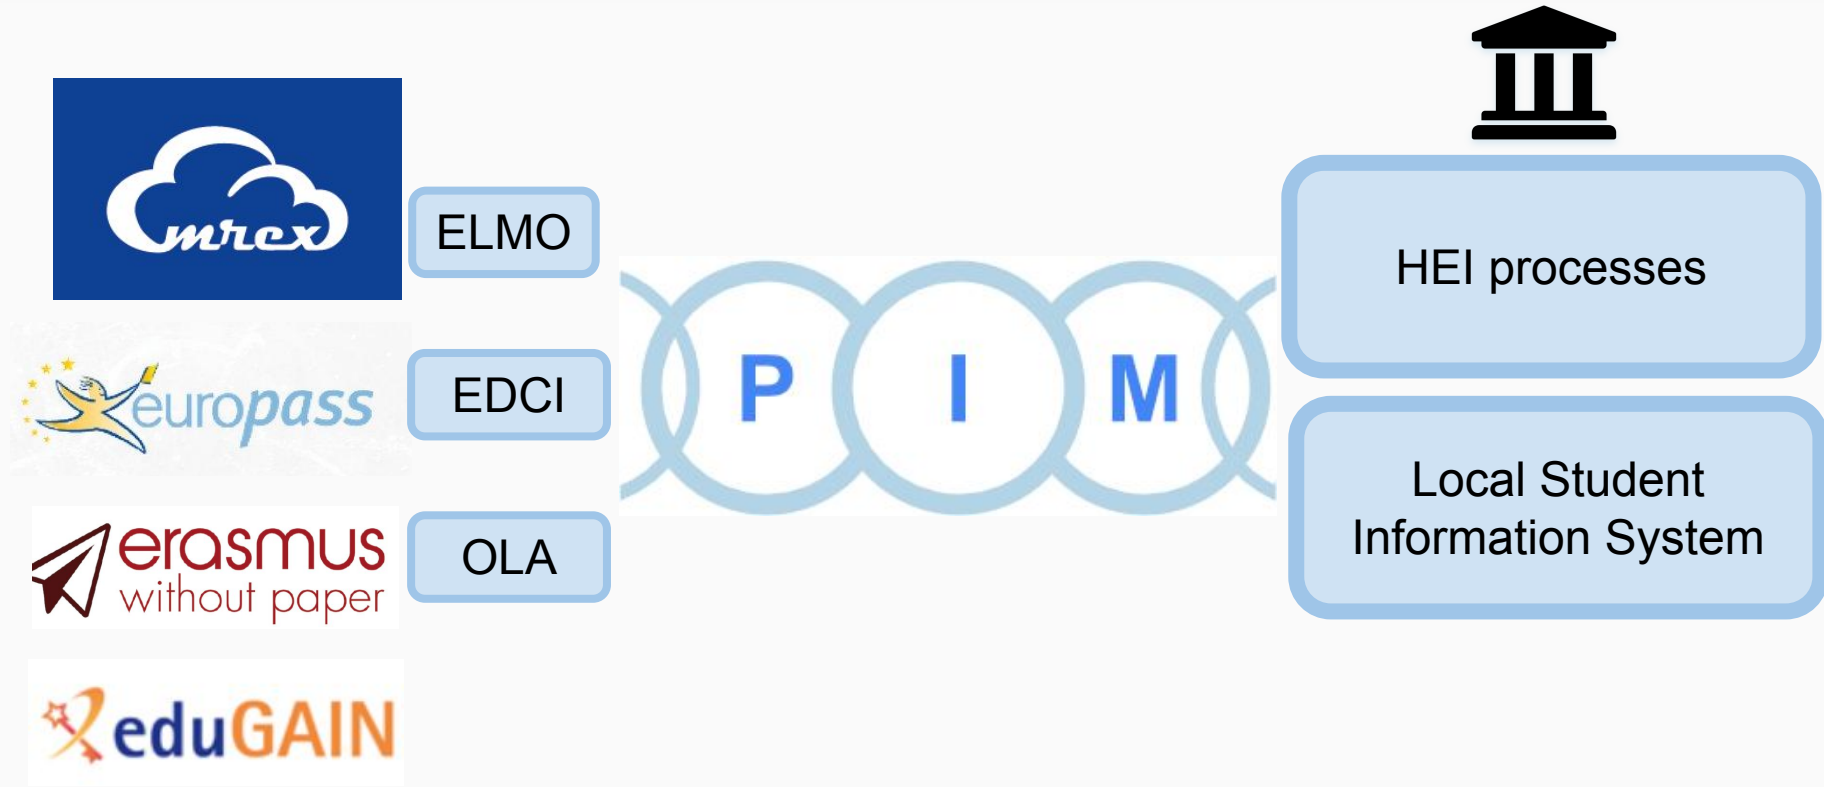 emrex
ELMO
europass
EDCI
erasmus
without paper
OLA
eduGAIN
P I M
HEI processes
Local Student
Information System